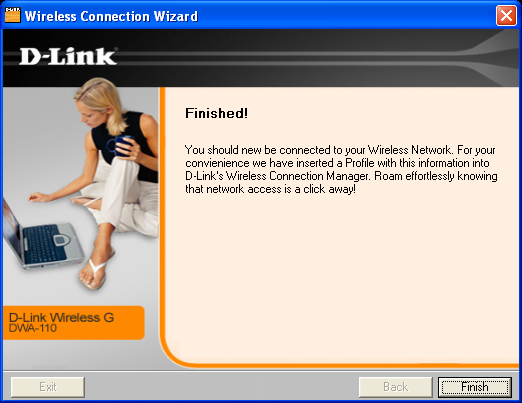 Wireless Connection Wizard
D-Link
Finished!
You should new be connected to your Wireless Network. For your
convienience we have inserted a Profile with this information into
D-Link's Wireless Connection Manager. Roam effortlessly knowing
that network access is a click away!
D-Link Wireless G
DWA-110
Exit
Back
Finish